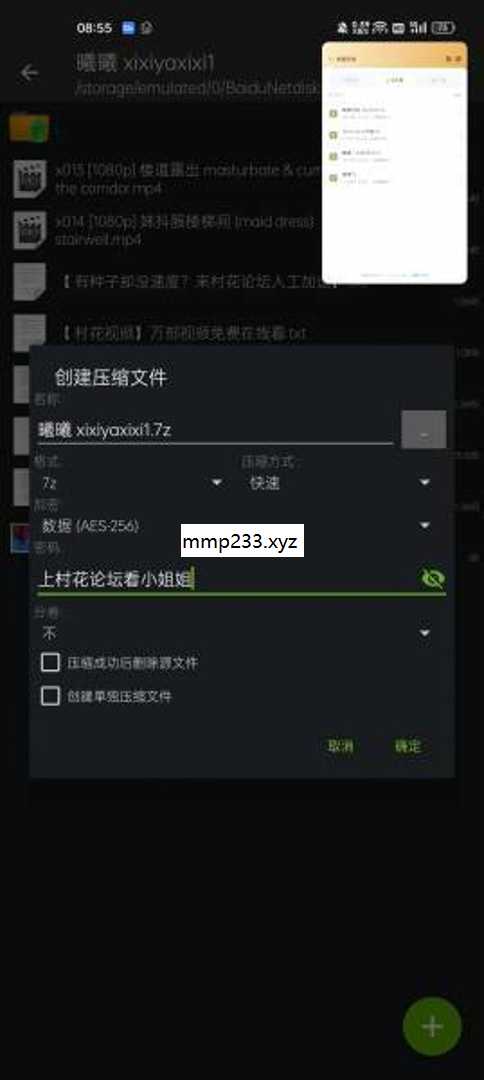 08:55
曦曦 xixiyaxixi1
/storage/emulated/0/BaiduNetdisk
x015 [1080p] 楼道露出 masturbate & cum
the corridor.mp4
x014 [1080p] 妹抖服楼梯间 (maid dress)
stairwell.mp4
【 有种子却没速度？来村花论坛人工加速】
【 村花视频】万部视频免费在线看.txt
创建压缩文件
名称:
曦曦 xixiyaxixi1.7z
...
格式:
压缩方式:
7z
快速
加密:
数据 (AES-256)
mmp233.xyz
密码:
上村花论坛看小姐姐
分卷:
不
压缩成功后删除源文件
创建单独压缩文件
取消
确定